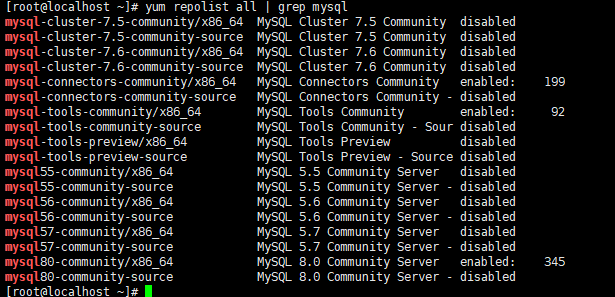 [root@localhost ~]# yum repolist all | grep mysql
mysql-cluster-7.5-community/x86_64 MySQL Cluster 7.5 Community disabled
mysql-cluster-7.5-community-source MySQL Cluster 7.5 Community disabled
mysql-cluster-7.6-community/x86_64 MySQL Cluster 7.6 Community disabled
mysql-cluster-7.6-community-source MySQL Cluster 7.6 Community disabled
mysql-connectors-community/x86_64 MySQL Connectors Community enabled: 199
mysql-connectors-community-source MySQL Connectors Community - disabled
mysql-tools-community/x86_64 MySQL Tools Community enabled: 92
mysql-tools-community-source MySQL Tools Community - Sour disabled
mysql-tools-preview/x86_64 MySQL Tools Preview disabled
mysql-tools-preview-source MySQL Tools Preview - Source disabled
mysql55-community/x86_64 MySQL 5.5 Community Server disabled
mysql55-community-source MySQL 5.5 Community Server - disabled
mysql56-community/x86_64 MySQL 5.6 Community Server disabled
mysql56-community-source MySQL 5.6 Community Server - disabled
mysql57-community/x86_64 MySQL 5.7 Community Server disabled
mysql57-community-source MySQL 5.7 Community Server - disabled
mysql80-community/x86_64 MySQL 8.0 Community Server enabled: 345
mysql80-community-source MySQL 8.0 Community Server - disabled
[root@localhost ~]#